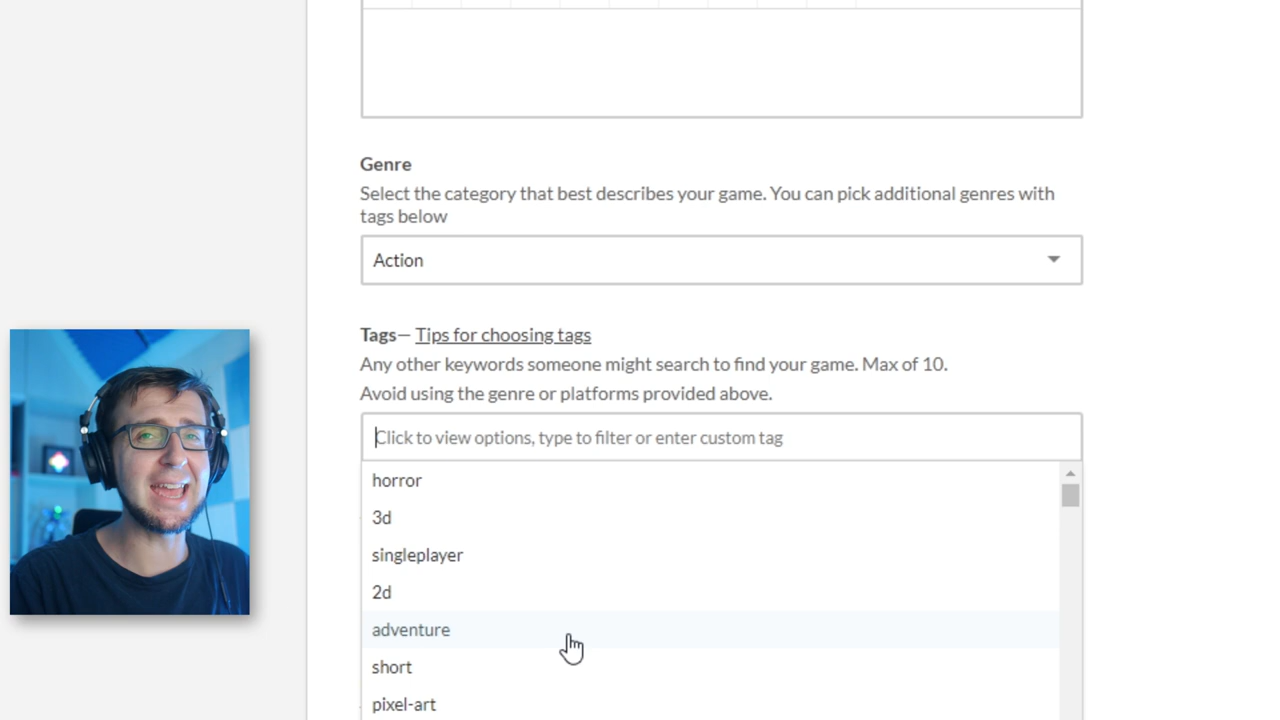 Genre
Select the category that best describes your game. You can pick additional genres with
tags below
Action
Tags— Tips for choosing tags
Any other keywords someone might search to find your game. Max of 10.
Avoid using the genre or platforms provided above.
Click to view options, type to filter or enter custom tag
horror
3d
singleplayer
2d
adventure
short
pixel-art